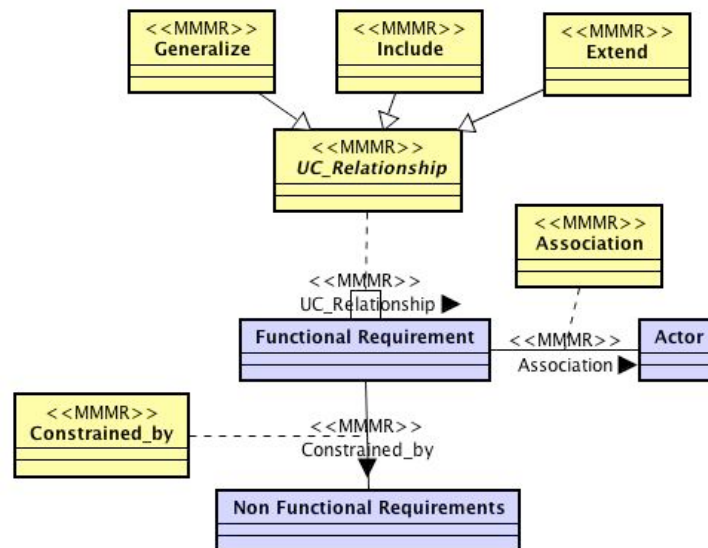 <<MMMR>>
Generalize
<<MMMR>>
Include
<<MMMR>>
Extend
<<MMMR>>
UC_Relationship
<<MMMR>>
Association
<<MMMR>>
UC_Relationship
Functional Requirement
<<MMMR>>
Association
Actor
<<MMMR>>
Constrained_by
<<MMMR>>
Constrained_by
Non Functional Requirements